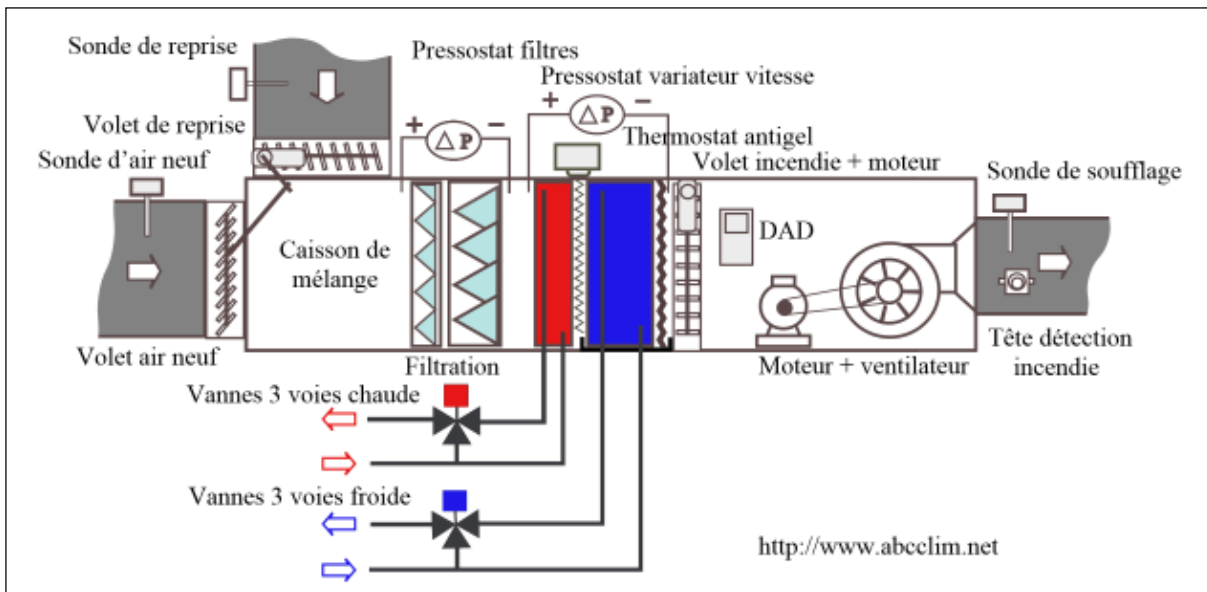 Sonde de reprise
Pressostat filtres
Pressostat variateur vitesse
+
−
+
−
Δ P
Δ P
Volet de reprise
Thermostat antigel
Sonde d'air neuf
Volet incendie + moteur
Sonde de soufflage
DAD
Caisson de
mélange
Volet air neuf
Filtration
Moteur + ventilateur
Tête détection
incendie
Vannes 3 voies chaude
Vannes 3 voies froide
http://www.abcclim.net